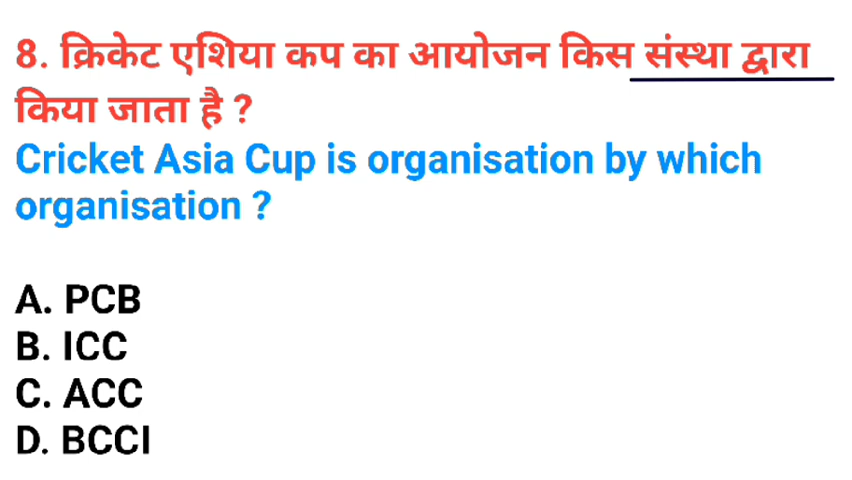 8. क्रिकेट एशिया कप का आयोजन किस संस्था द्वारा
किया जाता है ?
Cricket Asia Cup is organisation by which
organisation ?
A. PCB
B. ICC
C. ACC
D. BCCI